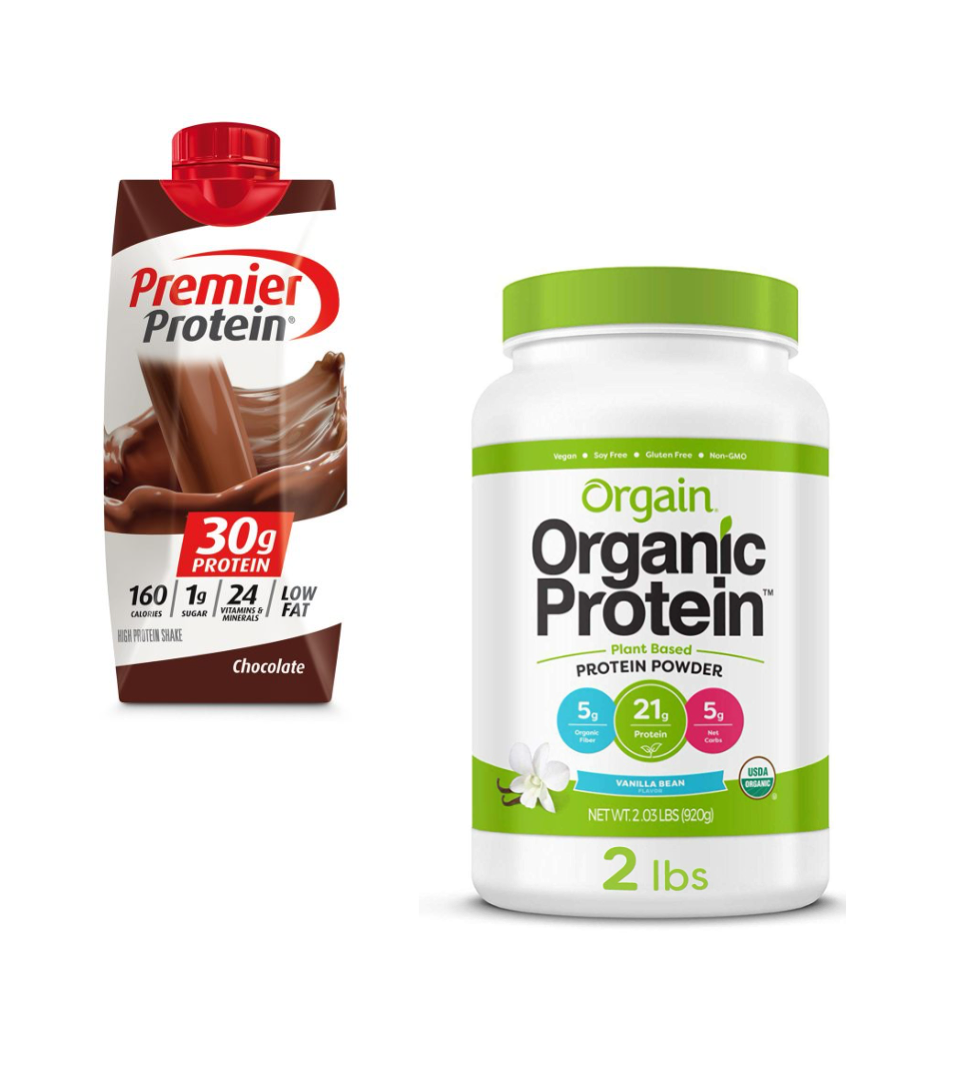 Premier
Protein®
30g
PROTEIN
160 CALORIES
1g SUGAR
24 VITAMINS & MINERALS
LOW FAT
HIGH PROTEIN SHAKE
Chocolate
Vegan • Soy Free • Gluten Free • Non-GMO
Orgain®
Organic
Protein™
Plant Based
PROTEIN POWDER
5g Organic Fiber
21g Protein
5g Net Carbs
VANILLA BEAN
FLAVOR
USDA
ORGANIC
NET WT. 2.03 LBS (920g)
2 lbs